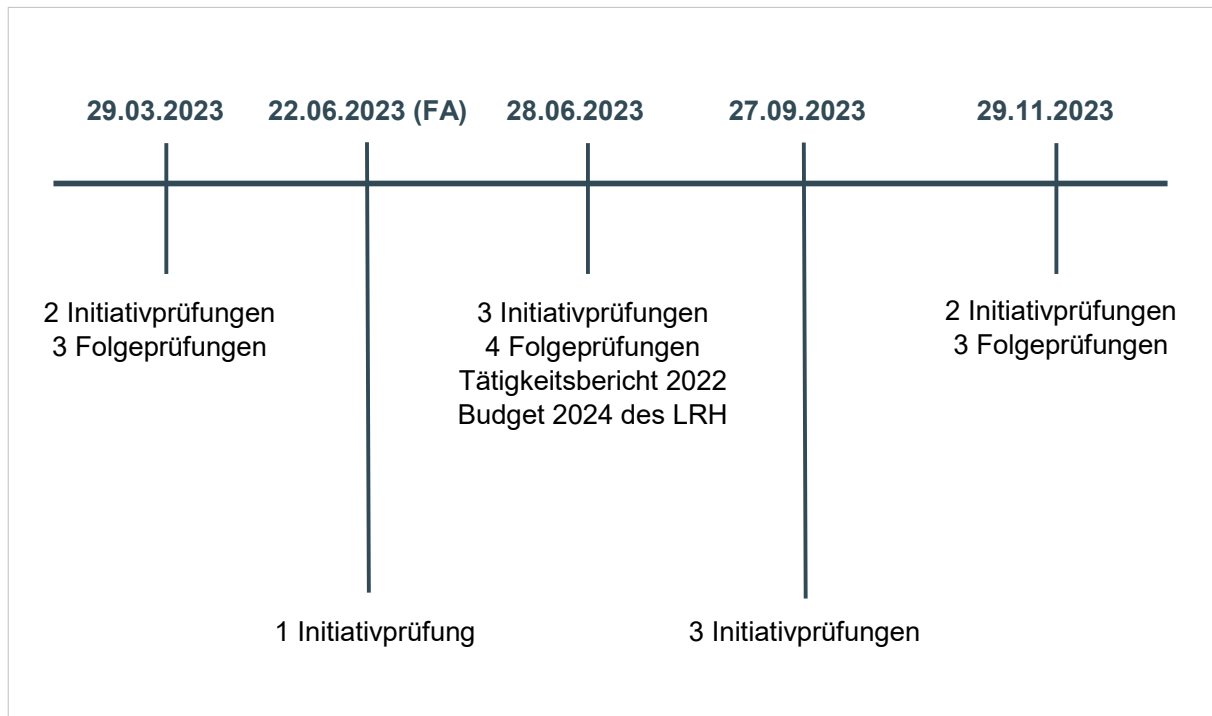 29.03.2023
22.06.2023 (FA)
28.06.2023
27.09.2023
29.11.2023
2 Initiativprüfungen
3 Folgeprüfungen
3 Initiativprüfungen
4 Folgeprüfungen
Tätigkeitsbericht 2022
Budget 2024 des LRH
2 Initiativprüfungen
3 Folgeprüfungen
1 Initiativprüfung
3 Initiativprüfungen